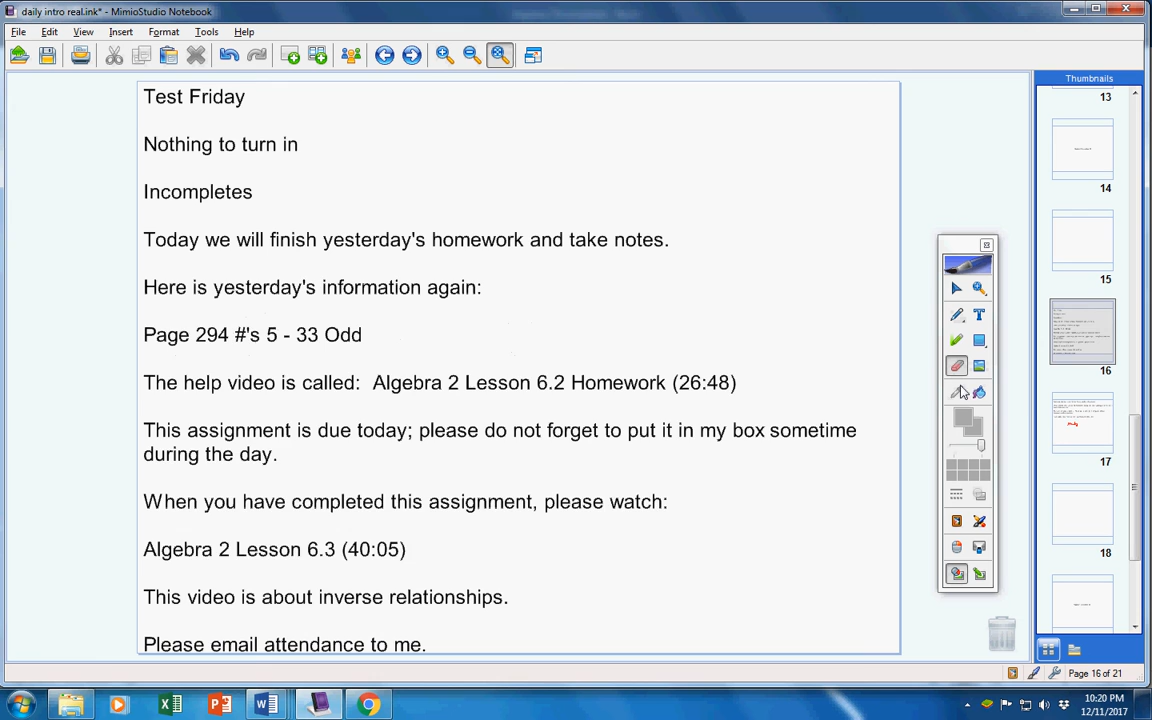 daily intro real.ink* - MimioStudio Notebook
File Edit View Insert Format Tools Help
Thumbnails
Test Friday
Nothing to turn in
Incompletes
Today we will finish yesterday's homework and take notes.
Here is yesterday's information again:
Page 294 #'s 5 - 33 Odd
The help video is called:  Algebra 2 Lesson 6.2 Homework (26:48)
This assignment is due today; please do not forget to put it in my box sometime
during the day.
When you have completed this assignment, please watch:
Algebra 2 Lesson 6.3 (40:05)
This video is about inverse relationships.
Please email attendance to me.
13
14
15
16
17
18
Page 16 of 21
10:20 PM
12/11/2017